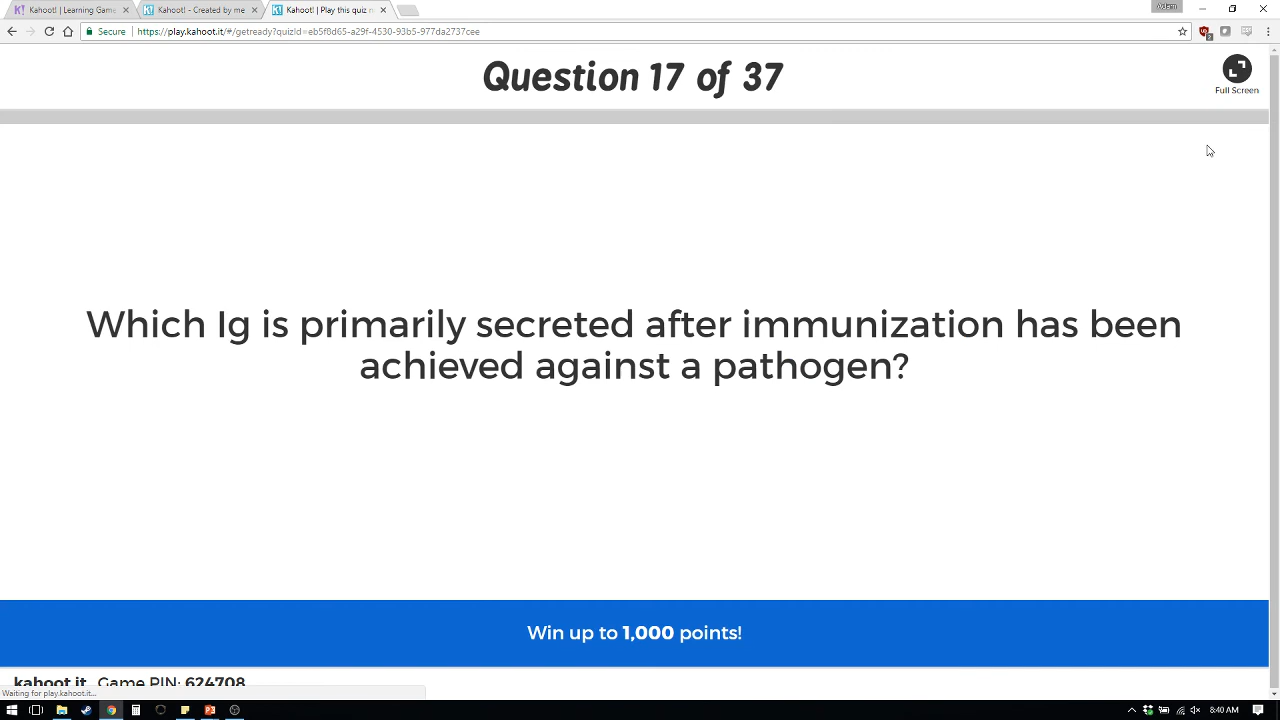 Adam
Kahoot! | Learning Game
Kahoot! - Created by me
Kahoot! | Play this quiz n
Secure
https://play.kahoot.it/#/getready?quizId=eb5f8d65-a29f-4530-93b5-977da2737cee
2
Question 17 of 37
Full Screen
Which Ig is primarily secreted after immunization has been
achieved against a pathogen?
Win up to 1,000 points!
kahoot.it Game PIN: 624708
Waiting for play.kahoot.it...
8:40 AM